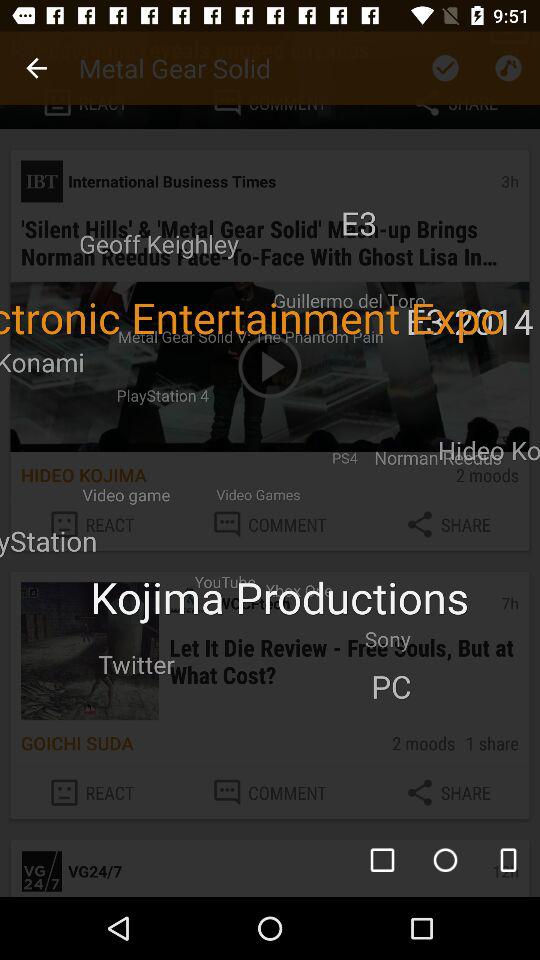 9:51
Metal Gear Solid
REACT COMMENT SHARE
IBT International Business Times 3h
E3
'Silent Hills' & 'Metal Gear Solid' Mash-up Brings
Geoff Keighley
Norman Reedus Face-To-Face With Ghost Lisa In...
Guillermo del Toro
ctronic Entertainment Expo
E3 2014
Metal Gear Solid V: The Phantom Pain
Konami
PlayStation 4
Hideo Ko
PS4 Norman Reedus
HIDEO KOJIMA 2 moods
Video game Video Games
REACT COMMENT SHARE
yStation
YouTube
Xbox One
Kojima Productions
7h
Sony
Let It Die Review - Free Souls, But at
What Cost?
Twitter
PC
GOICHI SUDA 2 moods 1 share
REACT COMMENT SHARE
VG 24/7 VG24/7 12h